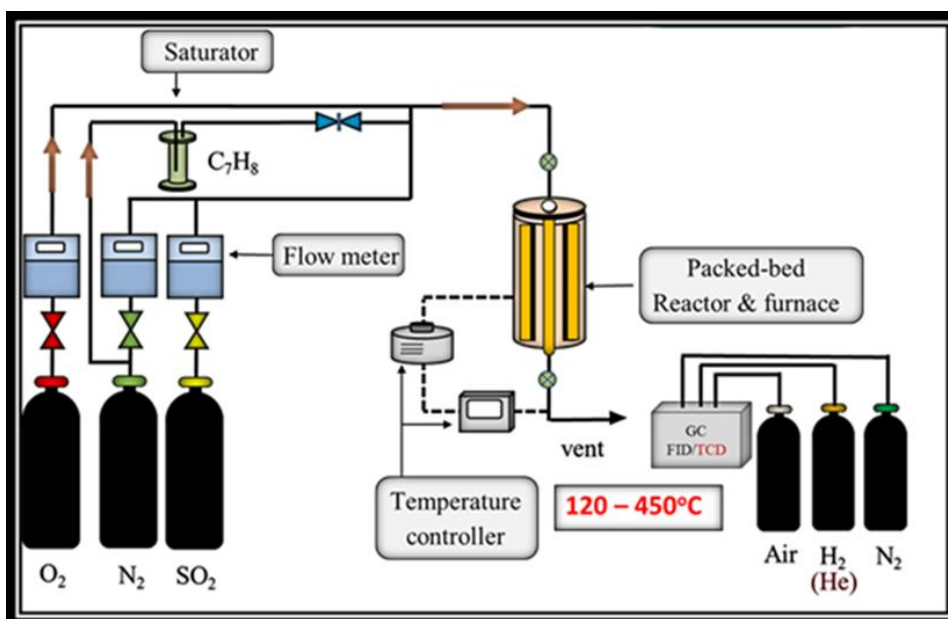 Saturator
C₇H₈
Flow meter
Packed-bed
Reactor & furnace
GC
FID/TCD
vent
Temperature
controller
120 – 450°C
Air
H₂
(He)
N₂
O₂
N₂
SO₂